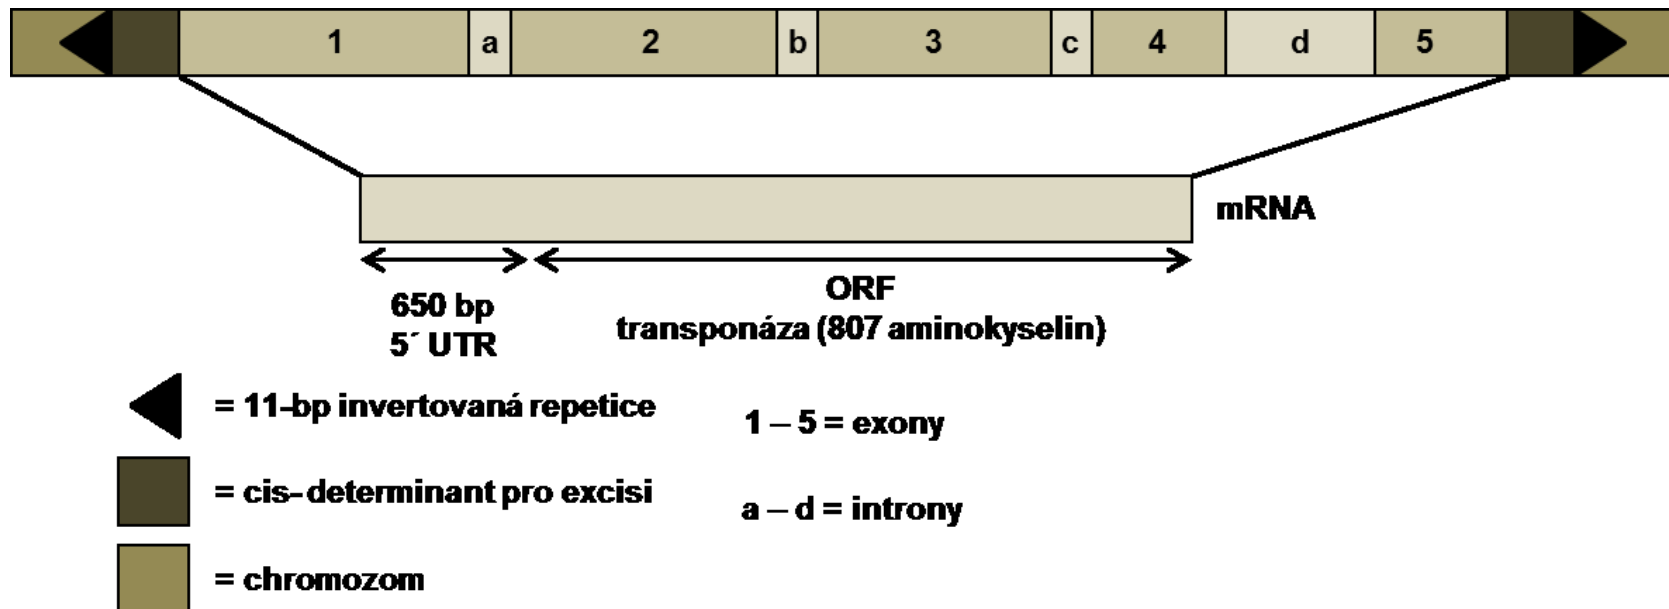 1 a 2 b 3 c 4 d 5
mRNA
650 bp
5´ UTR
ORF
transponáza (807 aminokyselin)
= 11-bp invertovaná repetice
1 – 5 = exony
= cis-determinant pro excisi
a – d = introny
= chromozom